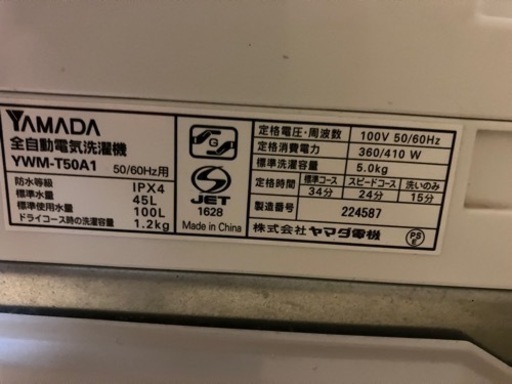 YAMADA
全自動電気洗濯機
YWM-T50A1 50/60Hz用
防水等級 IPX4
標準水量 45L
標準使用水量 100L
ドライコース時の洗濯容量 1.2kg
G
S
JET
1628
Made in China
定格電圧・周波数 100V 50/60Hz
定格消費電力 360/410 W
標準洗濯容量 5.0kg
定格時間 標準コース スピードコース 洗いのみ
34分 24分 15分
製造番号 224587
株式会社 ヤマダ電機
PS
E